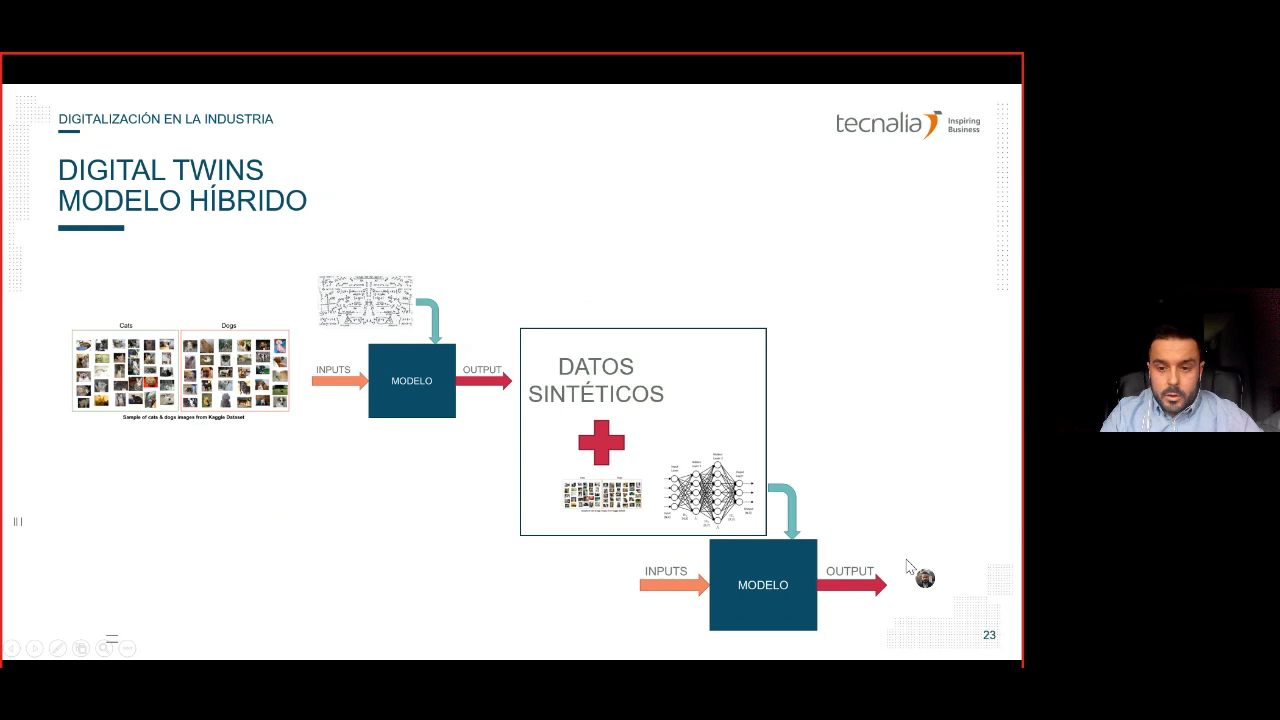 DIGITALIZACIÓN EN LA INDUSTRIA
tecnalia Inspiring Business
DIGITAL TWINS
MODELO HÍBRIDO
Cats Dogs
Sample of cats & dogs images from Kaggle Dataset
INPUTS
MODELO
OUTPUT
DATOS
SINTÉTICOS
INPUTS
MODELO
OUTPUT
23